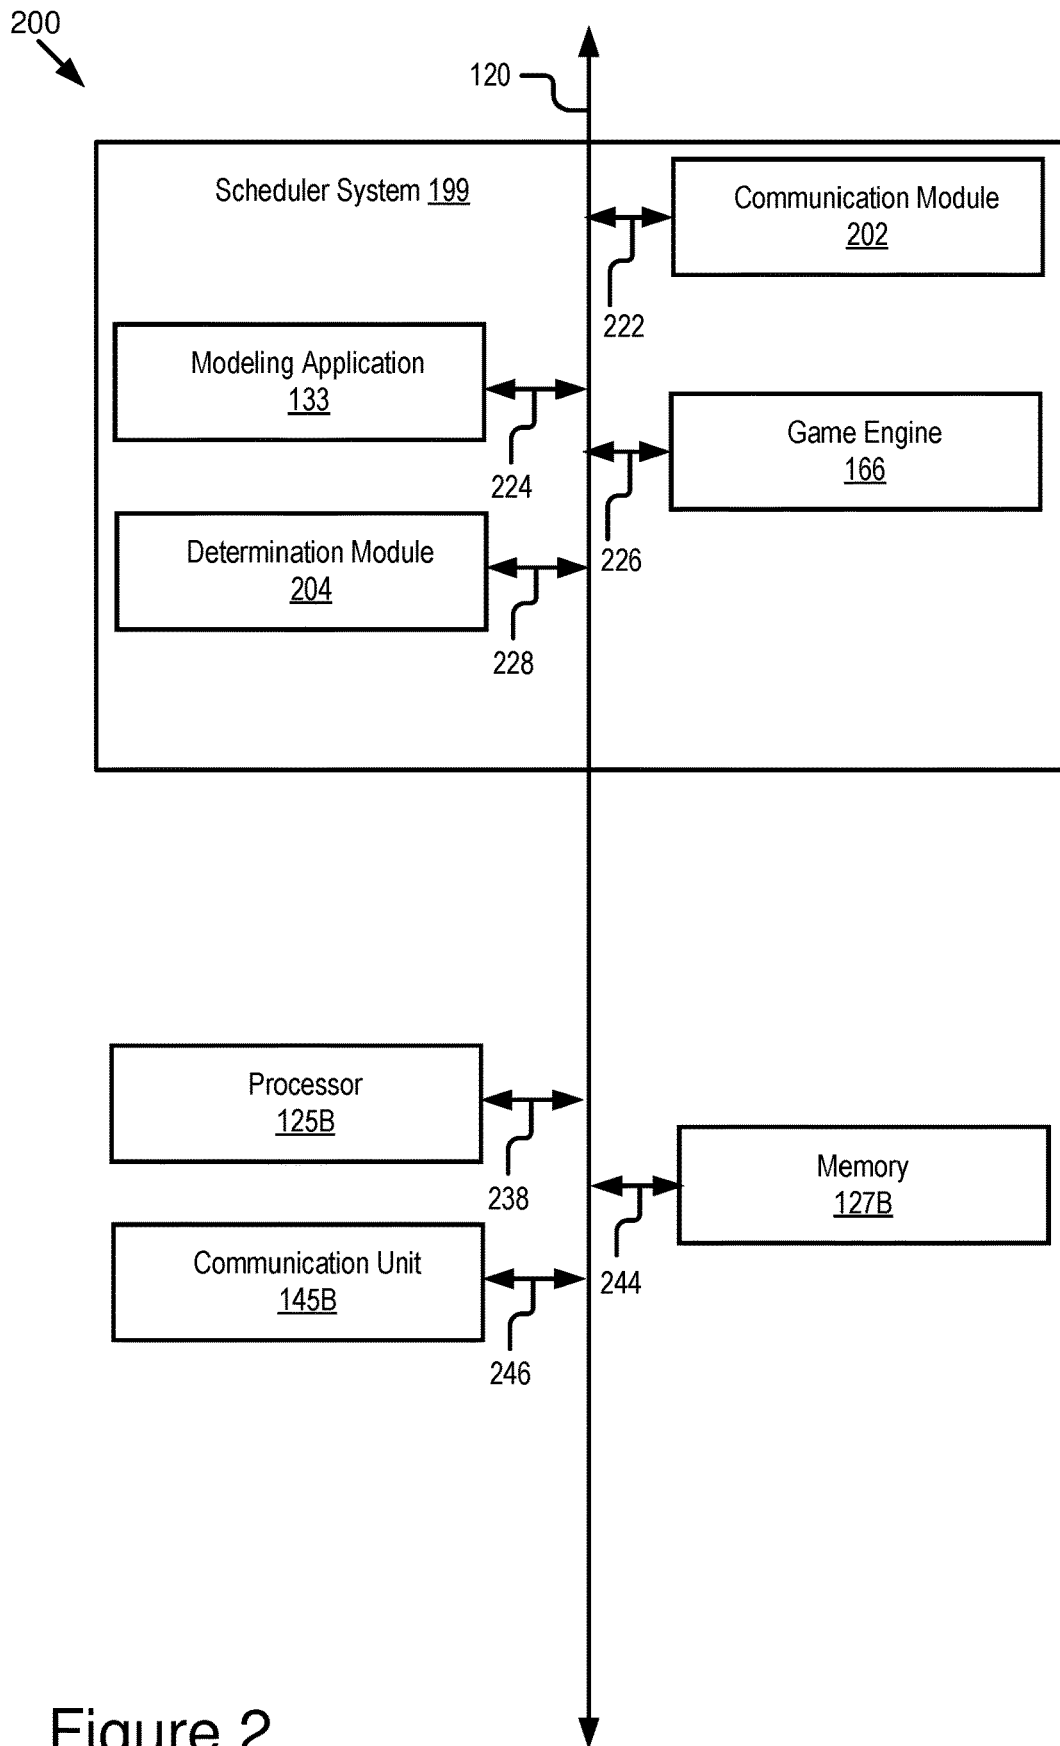 200
120
Scheduler System 199
Communication Module
202
222
Modeling Application
133
224
Game Engine
166
226
Determination Module
204
228
Processor
125B
238
Memory
127B
244
Communication Unit
145B
246
Figure 2